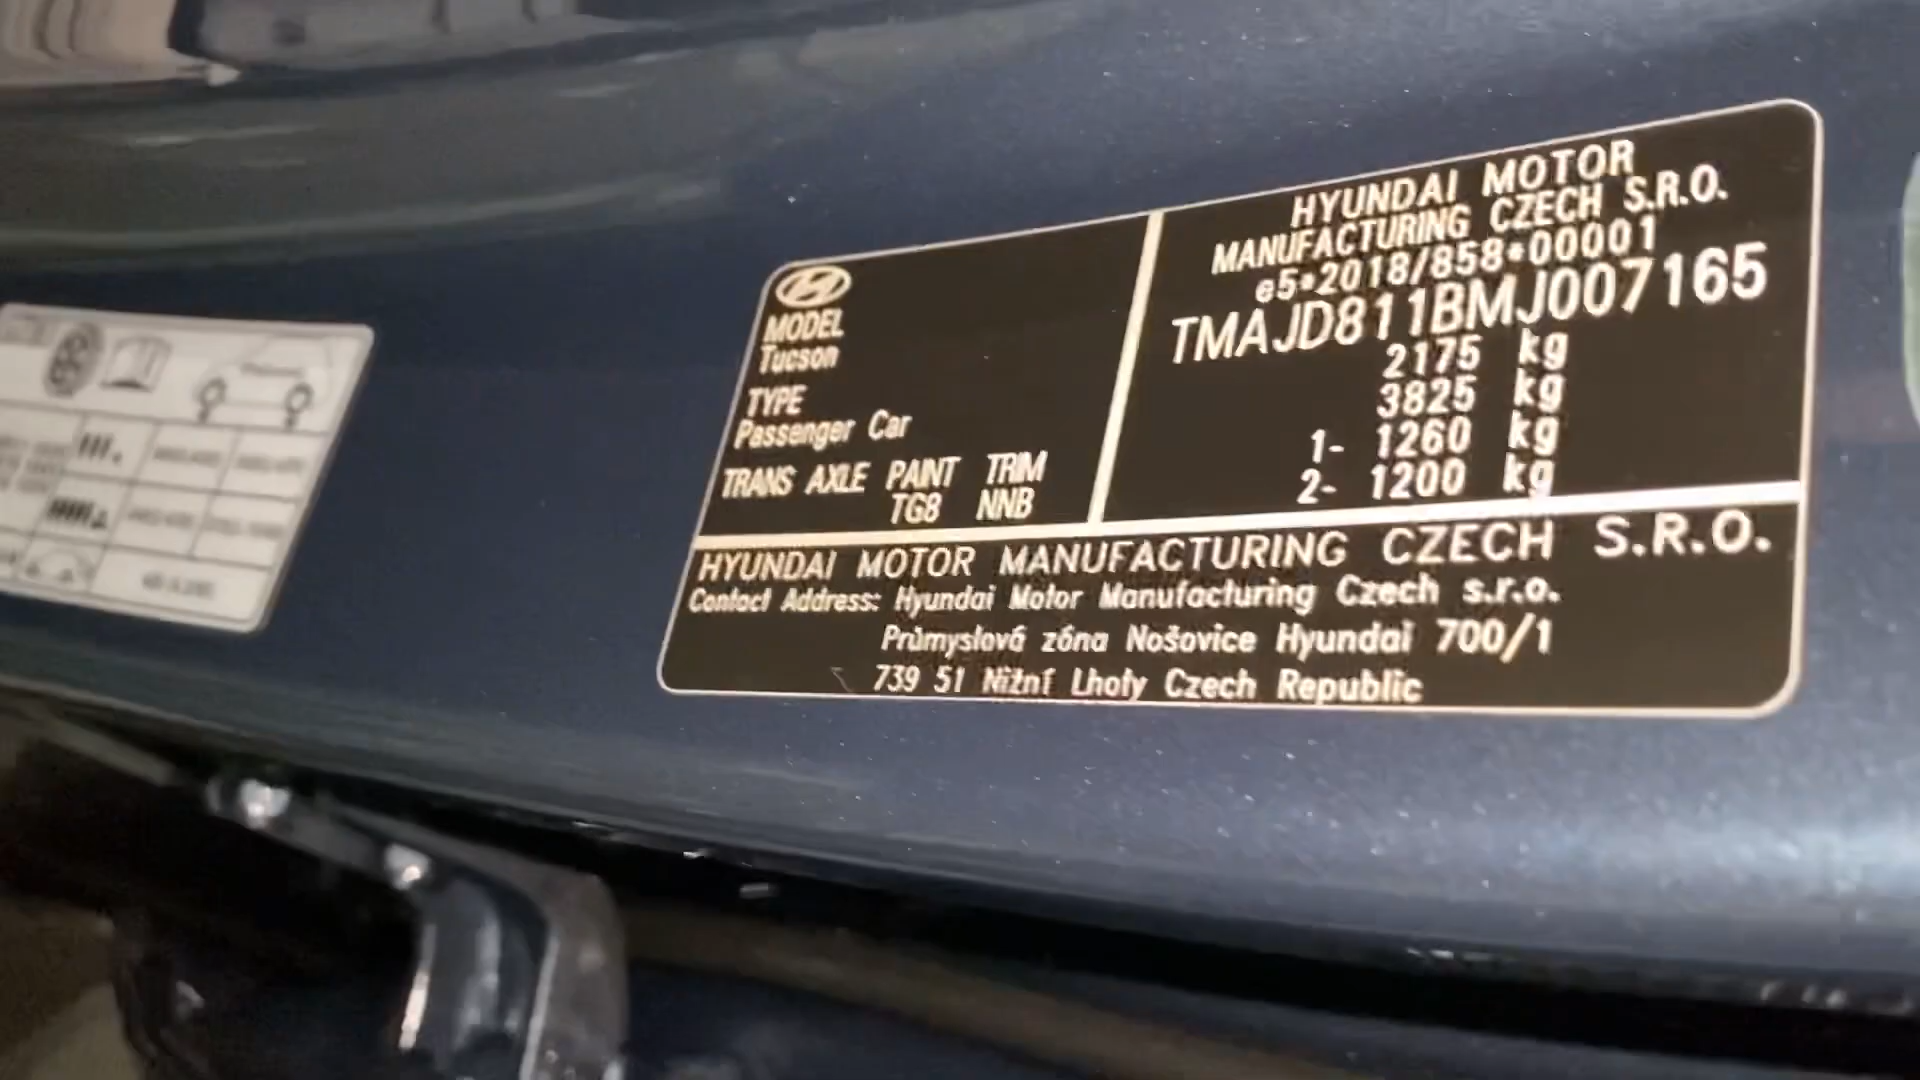 MODEL
Tucson
TYPE
Passenger Car
TRANS AXLE PAINT TRIM
TG8 NNB
HYUNDAI MOTOR
MANUFACTURING CZECH S.R.O.
e5*2018/858*00001
TMAJD811BMJ007165
2175 kg
3825 kg
1- 1260 kg
2- 1200 kg
HYUNDAI MOTOR MANUFACTURING CZECH S.R.O.
Contact Address: Hyundai Motor Manufacturing Czech s.r.o.
Průmyslová zóna Nošovice Hyundai 700/1
739 51 Nižní Lhoty Czech Republic